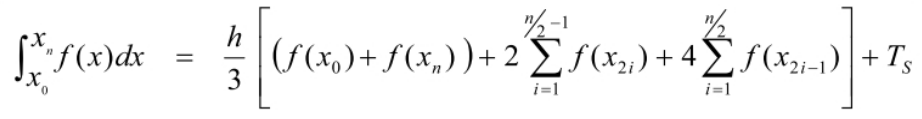 ∫_{x_0}^{x_n} f(x)dx = h/3 [ (f(x_0) + f(x_n)) + 2 ∑_{i=1}^{n/2 −1} f(x_{2i}) + 4 ∑_{i=1}^{n/2} f(x_{2i−1}) ] + T_S